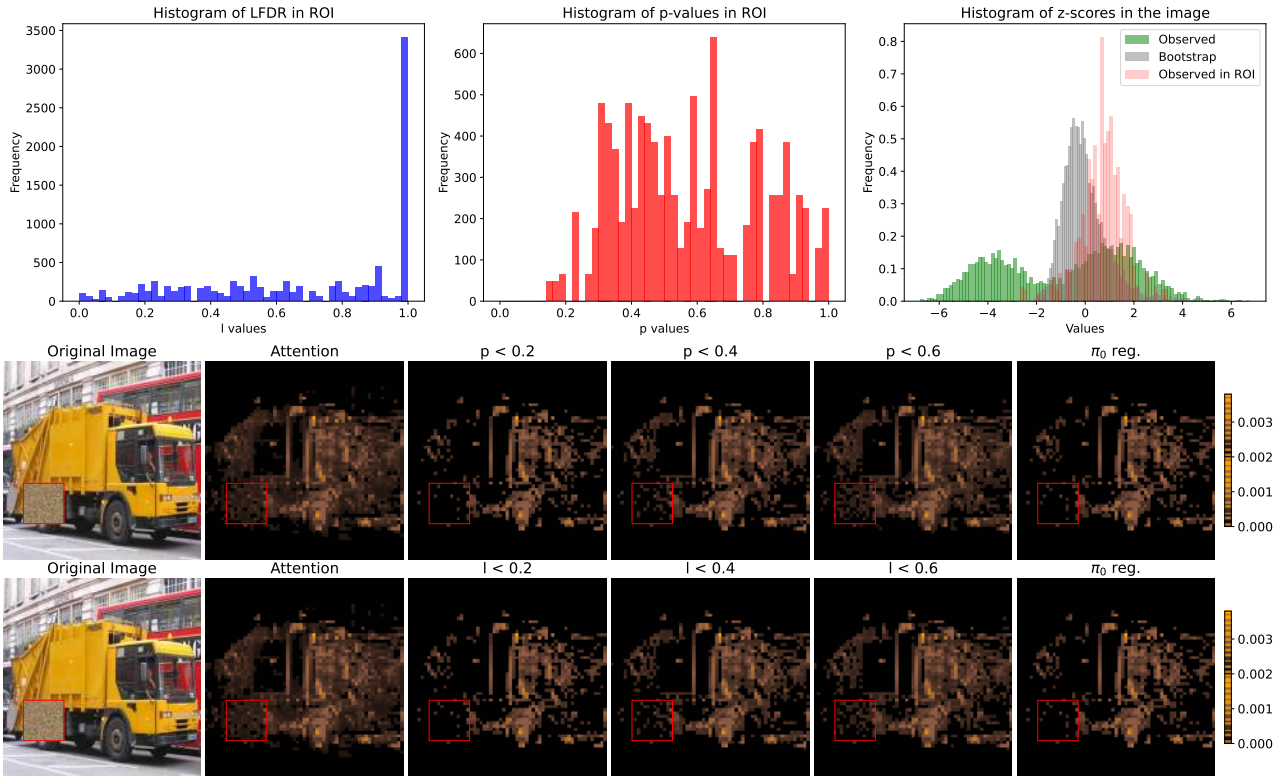 Histogram of LFDR in ROI
Frequency
3500
3000
2500
2000
1500
1000
500
0
0.0 0.2 0.4 0.6 0.8 1.0
l values
Histogram of p-values in ROI
Frequency
600
500
400
300
200
100
0
0.0 0.2 0.4 0.6 0.8 1.0
p values
Histogram of z-scores in the image
Observed
Bootstrap
Observed in ROI
Frequency
0.8
0.7
0.6
0.5
0.4
0.3
0.2
0.1
0.0
−6 −4 −2 0 2 4 6
Values
Original Image Attention p < 0.2 p < 0.4 p < 0.6 π₀ reg.
0.003
0.002
0.001
0.000
Original Image Attention l < 0.2 l < 0.4 l < 0.6 π₀ reg.
0.003
0.002
0.001
0.000